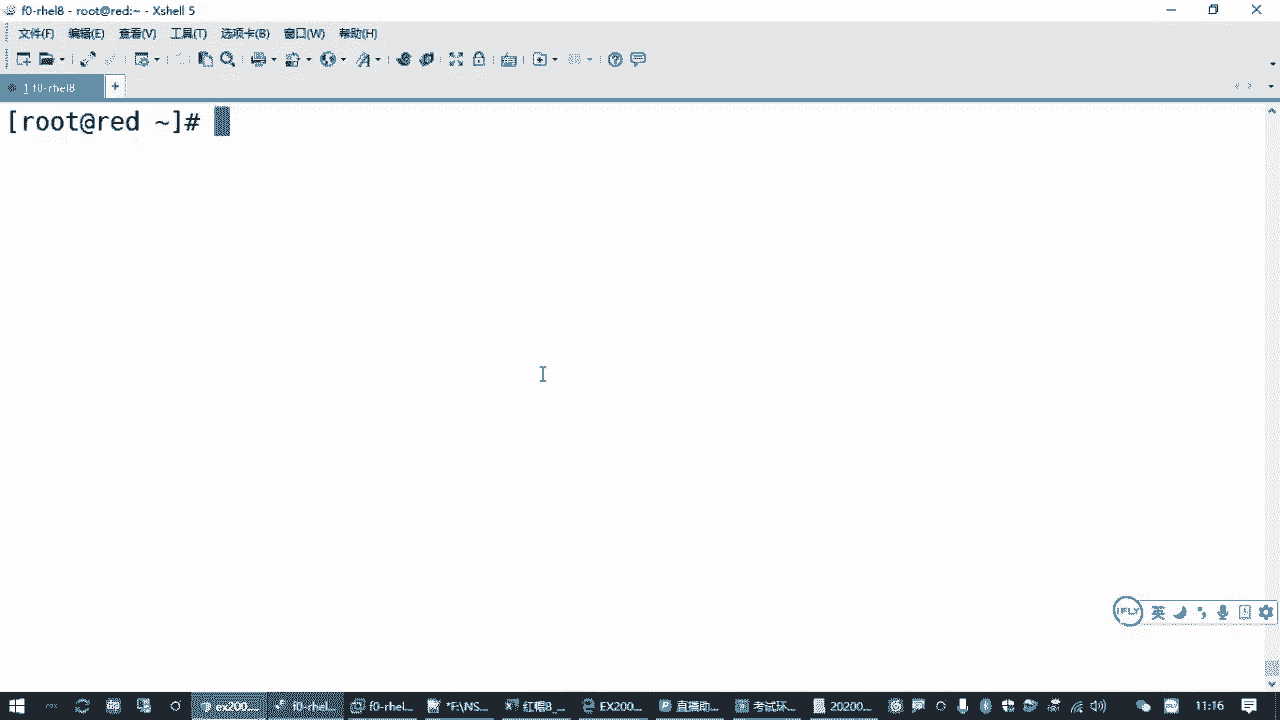 f0-rhel8 - root@red:~ - Xshell 5
文件(F) 编辑(E) 查看(V) 工具(T) 选项卡(B) 窗口(W) 帮助(H)
1 f0-rhel8
[root@red ~]#
iFLY 英
ex200.... f0-rhel... f0-rhel... *F:\NS... 红帽8_... EX200... 直播助... 考试环... 20200... 11:16